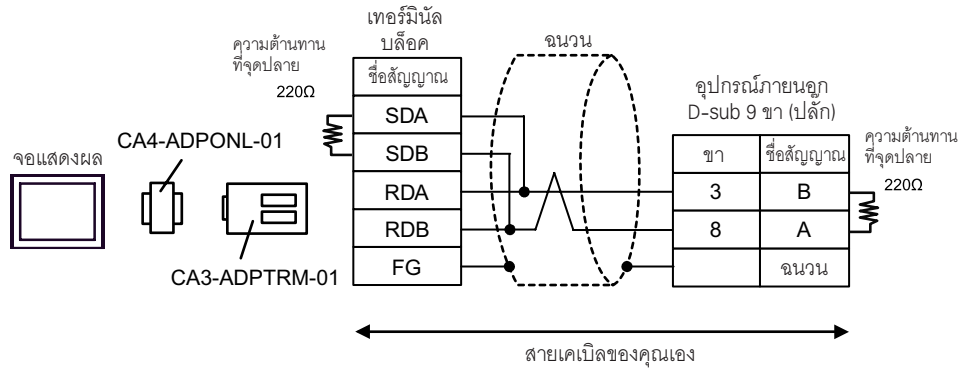 เทอร์มินัล
บล็อค
ความต้านทาน
ที่จุดปลาย
220Ω
ฉนวน
ชื่อสัญญาณ
SDA
SDB
RDA
RDB
FG
อุปกรณ์ภายนอก
D-sub 9 ขา (ปลั๊ก)
ความต้านทาน
ที่จุดปลาย
220Ω
ขา ชื่อสัญญาณ
3 B
8 A
ฉนวน
จอแสดงผล
CA4-ADPONL-01
CA3-ADPTRM-01
สายเคเบิลของคุณเอง